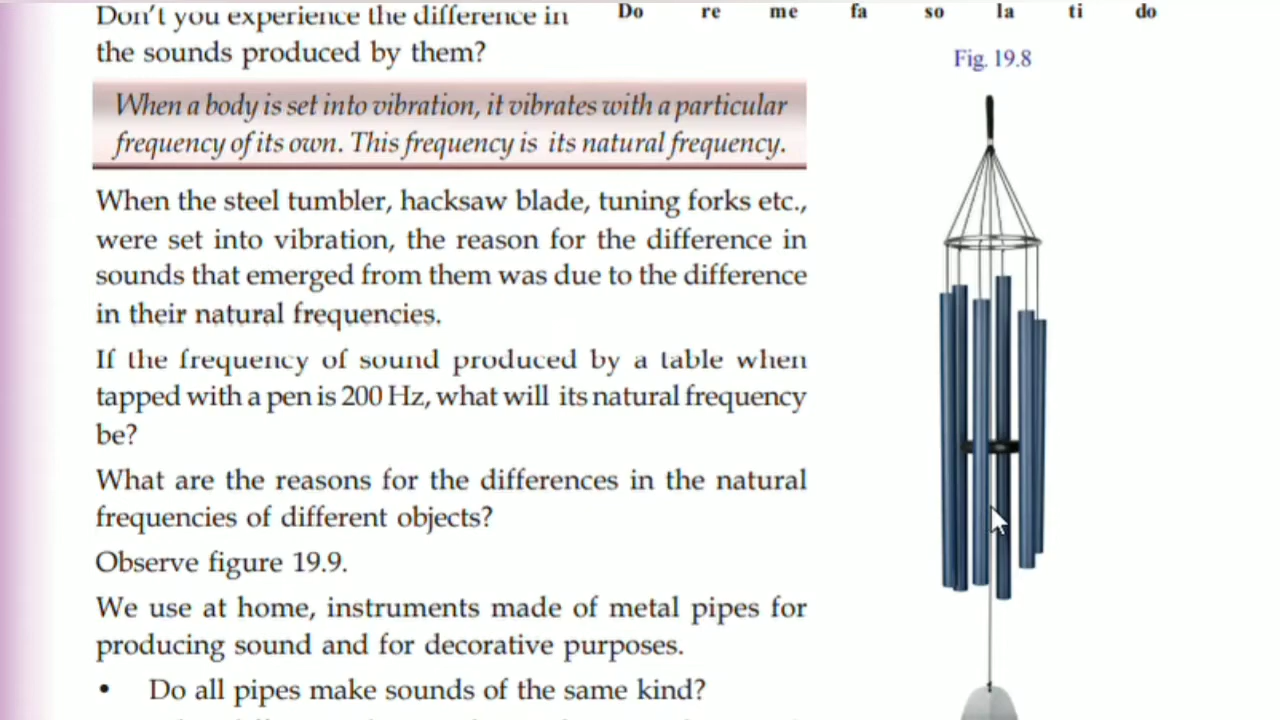 Don't you experience the difference in
the sounds produced by them?
Do re me fa so la ti do
Fig. 19.8
When a body is set into vibration, it vibrates with a particular
frequency of its own. This frequency is its natural frequency.
When the steel tumbler, hacksaw blade, tuning forks etc.,
were set into vibration, the reason for the difference in
sounds that emerged from them was due to the difference
in their natural frequencies.
If the frequency of sound produced by a table when
tapped with a pen is 200 Hz, what will its natural frequency
be?
What are the reasons for the differences in the natural
frequencies of different objects?
Observe figure 19.9.
We use at home, instruments made of metal pipes for
producing sound and for decorative purposes.
• Do all pipes make sounds of the same kind?